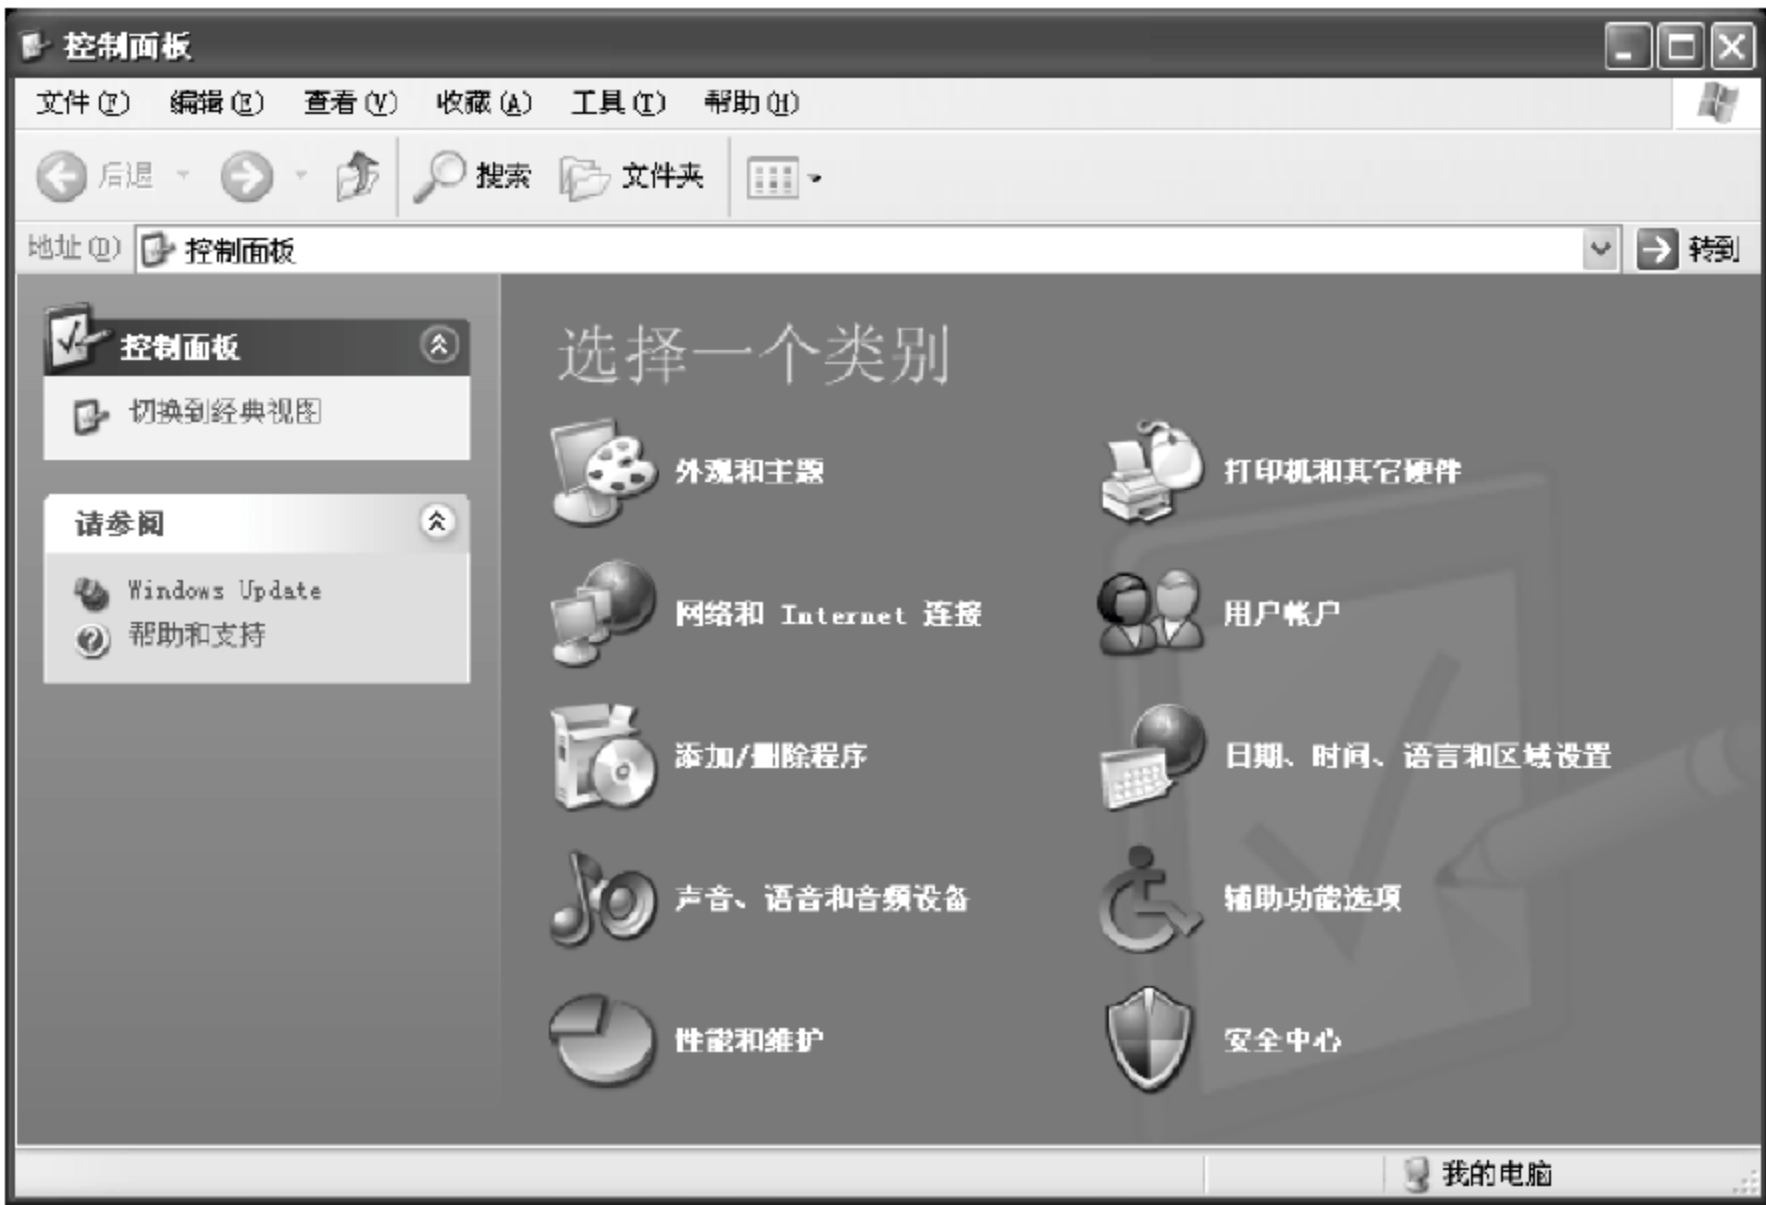 控制面板
文件(F) 编辑(E) 查看(V) 收藏(A) 工具(T) 帮助(H)
后退 搜索 文件夹
地址(D) 控制面板 转到
控制面板
切换到经典视图
请参阅
Windows Update
帮助和支持
选择一个类别
外观和主题
打印机和其它硬件
网络和 Internet 连接
用户帐户
添加/删除程序
日期、时间、语言和区域设置
声音、语音和音频设备
辅助功能选项
性能和维护
安全中心
我的电脑